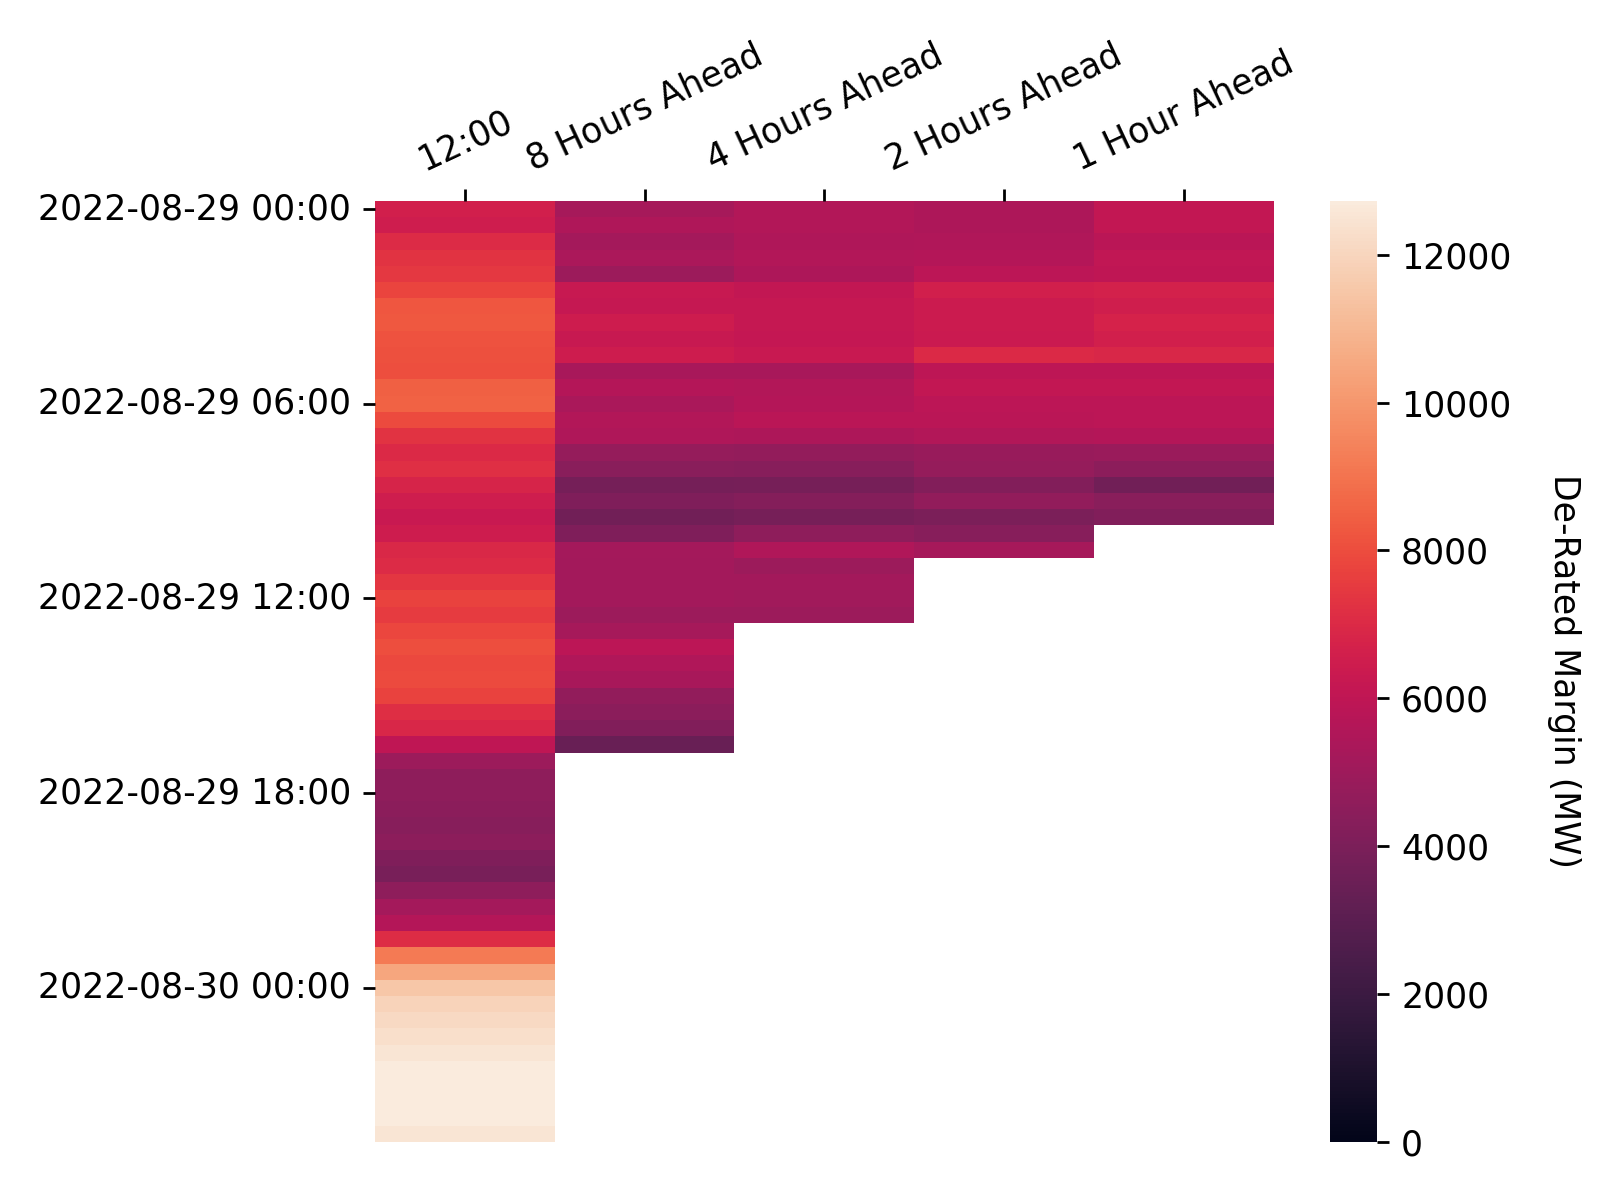 12:00
8 Hours Ahead
4 Hours Ahead
2 Hours Ahead
1 Hour Ahead
2022-08-29 00:00
2022-08-29 06:00
2022-08-29 12:00
2022-08-29 18:00
2022-08-30 00:00
12000
10000
8000
6000
4000
2000
0
De-Rated Margin (MW)